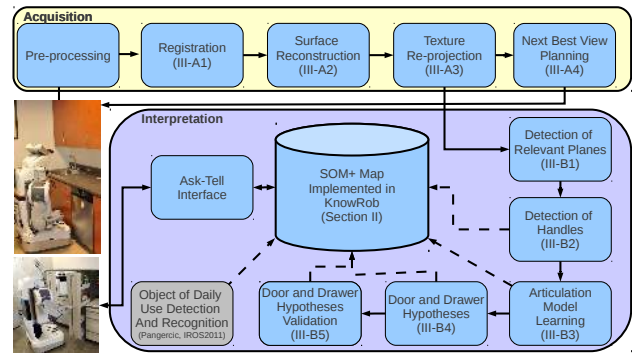 Acquisition
Pre-processing
Registration
(III-A1)
Surface
Reconstruction
(III-A2)
Texture
Re-projection
(III-A3)
Next Best View
Planning
(III-A4)
Interpretation
Ask-Tell
Interface
SOM+ Map
Implemented in
KnowRob
(Section II)
Detection of
Relevant Planes
(III-B1)
Detection of
Handles
(III-B2)
Object of Daily
Use Detection
And Recognition
(Pangercic, IROS2011)
Door and Drawer
Hypotheses
Validation
(III-B5)
Door and Drawer
Hypotheses
(III-B4)
Articulation
Model
Learning
(III-B3)